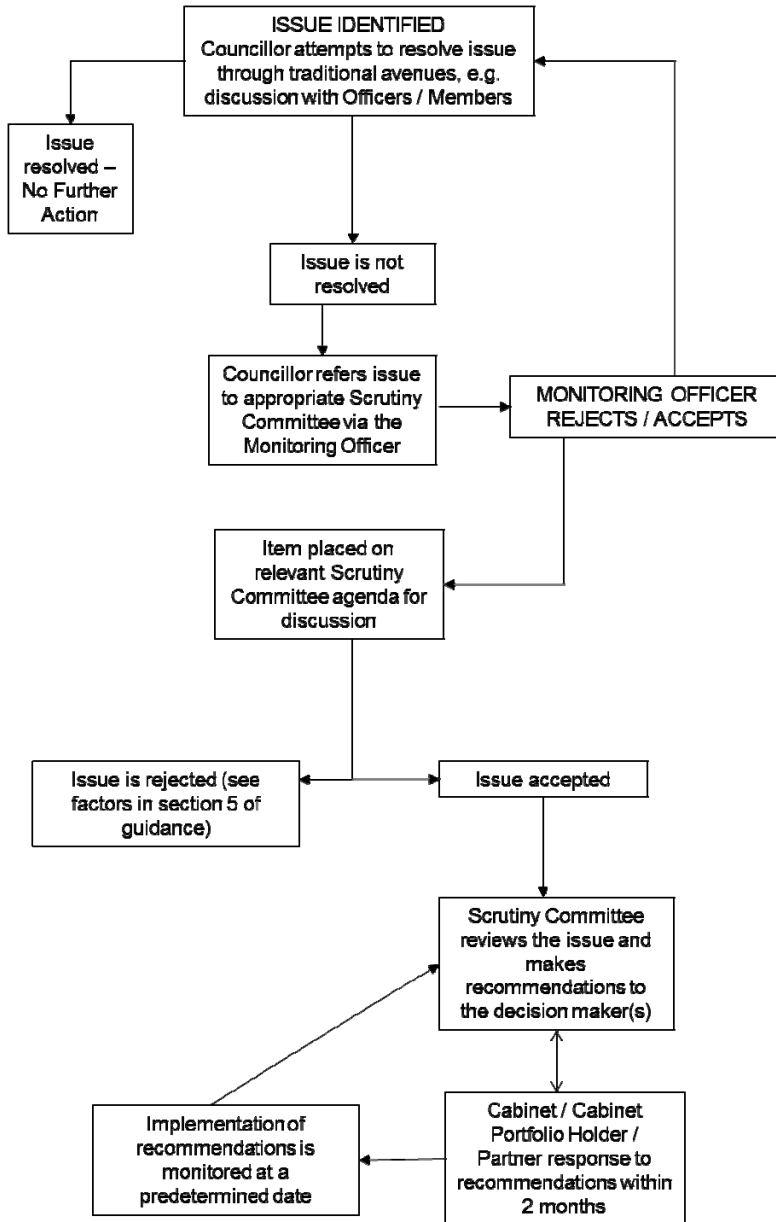 ISSUE IDENTIFIED
Councillor attempts to resolve issue
through traditional avenues, e.g.
discussion with Officers / Members
Issue
resolved –
No Further
Action
Issue is not
resolved
Councillor refers issue
to appropriate Scrutiny
Committee via the
Monitoring Officer
MONITORING OFFICER
REJECTS / ACCEPTS
Item placed on
relevant Scrutiny
Committee agenda for
discussion
Issue is rejected (see
factors in section 5 of
guidance)
Issue accepted
Scrutiny Committee
reviews the issue and
makes
recommendations to
the decision maker(s)
Implementation of
recommendations is
monitored at a
predetermined date
Cabinet / Cabinet
Portfolio Holder /
Partner response to
recommendations within
2 months